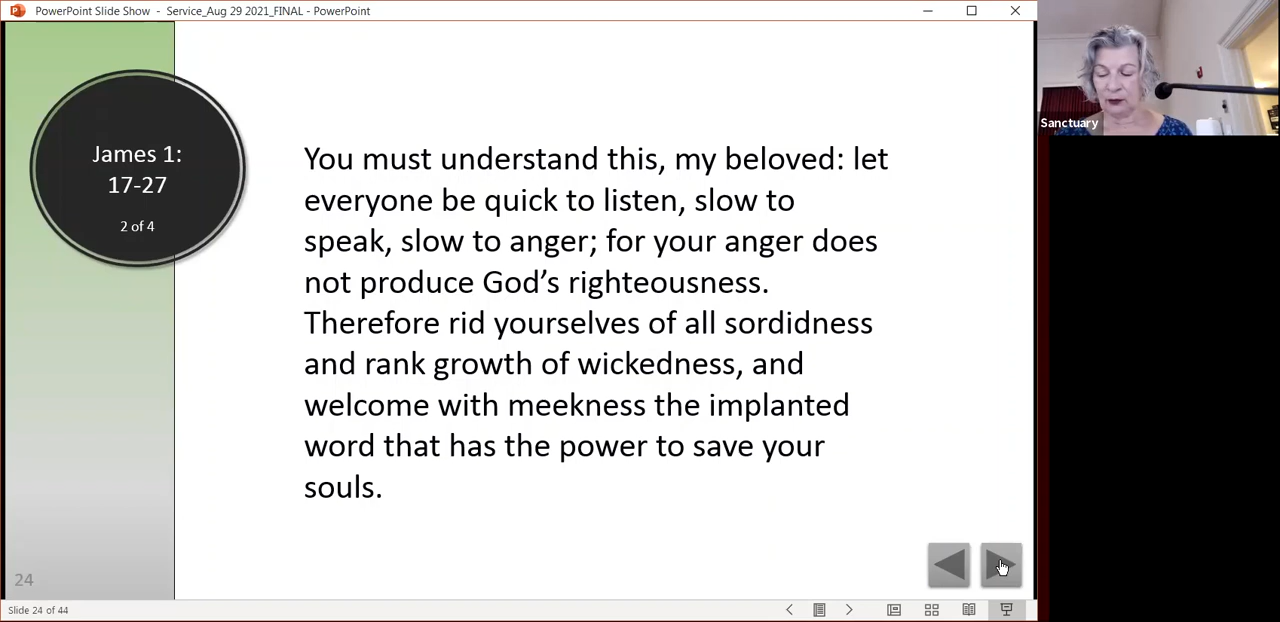 PowerPoint Slide Show - Service_Aug 29 2021_FINAL - PowerPoint
Sanctuary
James 1:
17-27
2 of 4
You must understand this, my beloved: let
everyone be quick to listen, slow to
speak, slow to anger; for your anger does
not produce God’s righteousness.
Therefore rid yourselves of all sordidness
and rank growth of wickedness, and
welcome with meekness the implanted
word that has the power to save your
souls.
24
Slide 24 of 44